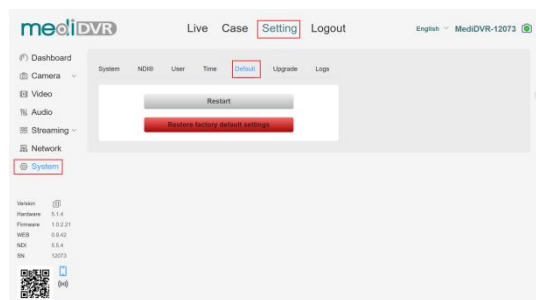 mediDVR Live Case Setting Logout English MediDVR-12073
Dashboard
Camera
Video
Audio
Streaming
Network
System
System NDI® User Time Default Upgrade Logs
Restart
Restore factory default settings
Version
Hardware 5.1.4
Firmware 1.0.2.21
WEB 0.9.42
NDI 5.5.4
SN 12073